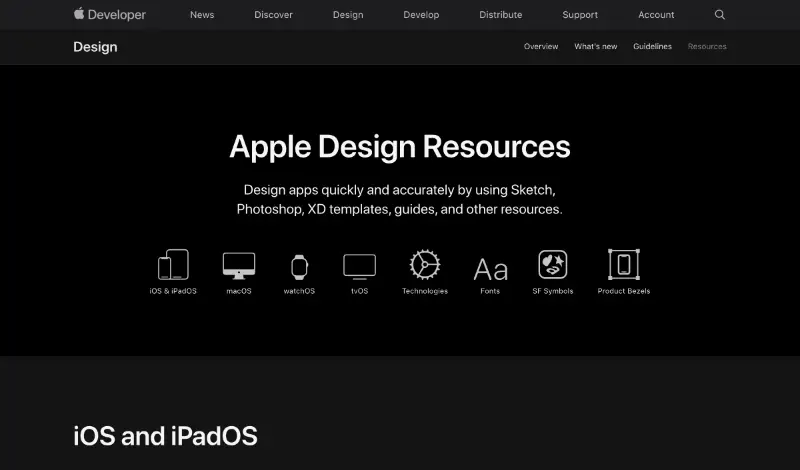 Developer
News
Discover
Design
Develop
Distribute
Support
Account
Design
Overview
What's new
Guidelines
Resources
Apple Design Resources
Design apps quickly and accurately by using Sketch,
Photoshop, XD templates, guides, and other resources.
iOS & iPadOS
macOS
watchOS
tvOS
Technologies
Aa
Fonts
SF Symbols
Product Bezels
iOS and iPadOS